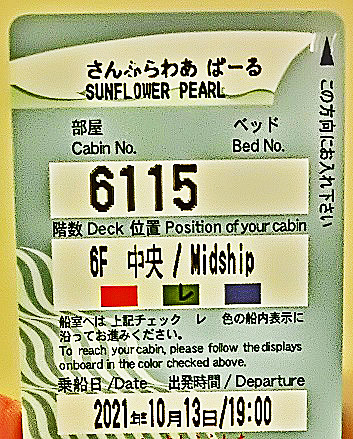 さんふらわあ ぱーる
SUNFLOWER PEARL
この方向にお入れ下さい
部屋 ベッド
Cabin No. Bed No.
6115
階数 Deck 位置 Position of your cabin
6F 中央 / Midship
レ
船室へは 上記チェック レ 色の船内表示に
沿ってお進みください。
To reach your cabin, please follow the displays
onboard in the color checked above.
乗船日 /Date 出発時間 / Departure
2021年10月13日/19:00